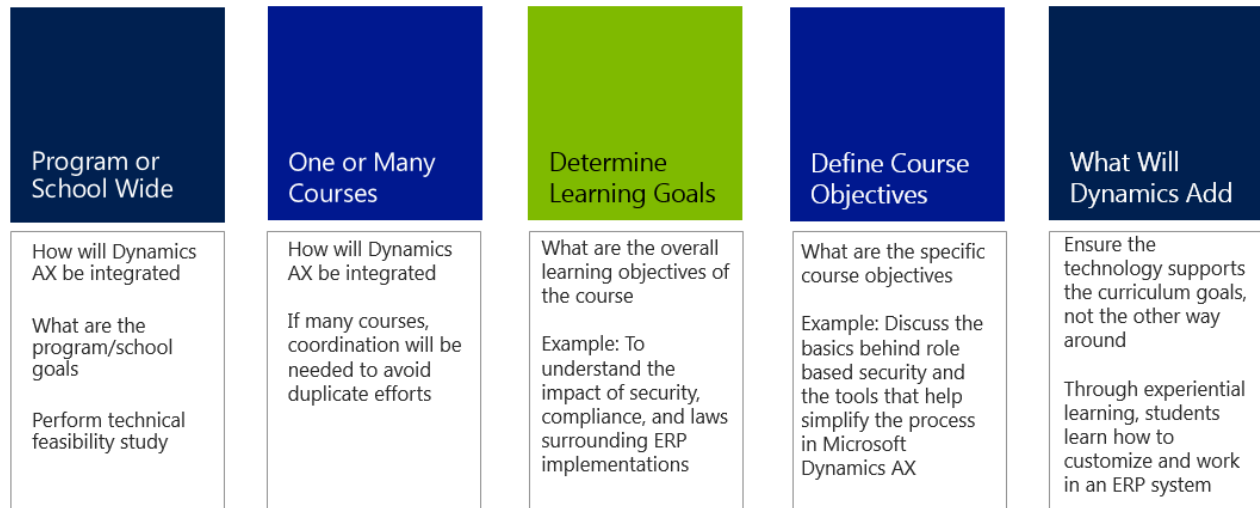 Program or
School Wide
How will Dynamics
AX be integrated
What are the
program/school
goals
Perform technical
feasibility study
One or Many
Courses
How will Dynamics
AX be integrated
If many courses,
coordination will be
needed to avoid
duplicate efforts
Determine
Learning Goals
What are the overall
learning objectives of
the course
Example: To
understand the
impact of security,
compliance, and laws
surrounding ERP
implementations
Define Course
Objectives
What are the specific
course objectives
Example: Discuss the
basics behind role
based security and
the tools that help
simplify the process
in Microsoft
Dynamics AX
What Will
Dynamics Add
Ensure the
technology supports
the curriculum goals,
not the other way
around
Through experiential
learning, students
learn how to
customize and work
in an ERP system